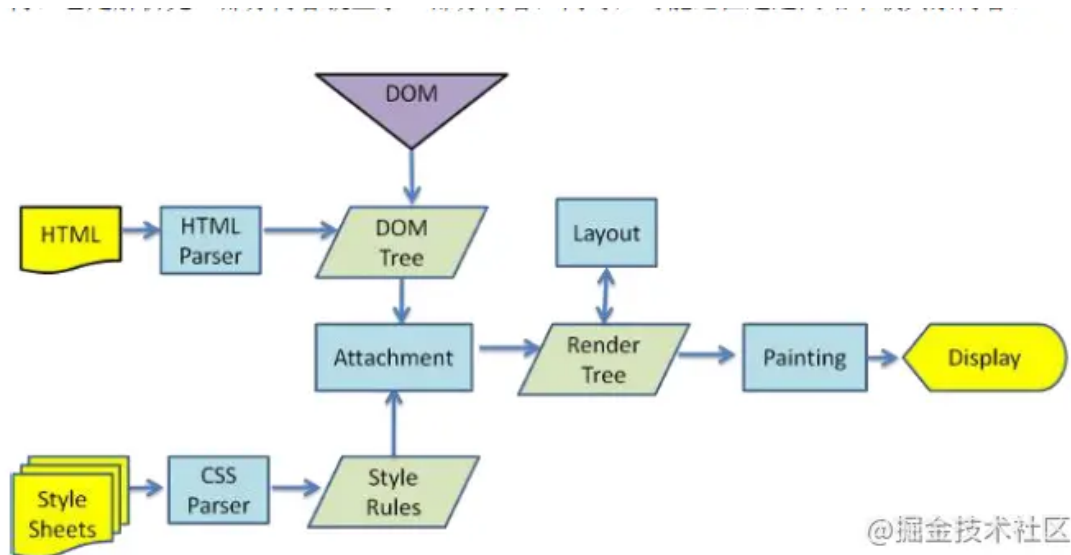 DOM
HTML
HTML
Parser
DOM
Tree
Layout
Attachment
Render
Tree
Painting
Display
Style
Sheets
CSS
Parser
Style
Rules
@掘金技术社区